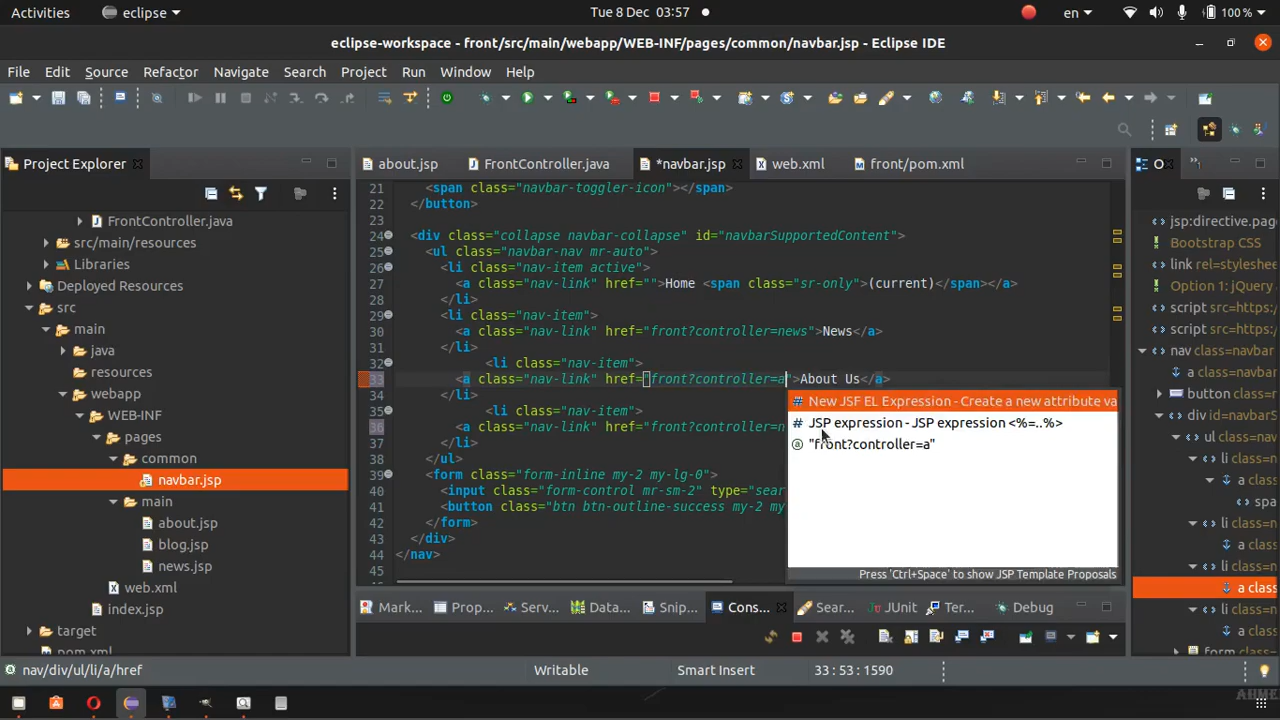 Activities eclipse Tue 8 Dec 03:57 en 100 %
eclipse-workspace - front/src/main/webapp/WEB-INF/pages/common/navbar.jsp - Eclipse IDE
File Edit Source Refactor Navigate Search Project Run Window Help
Project Explorer
about.jsp FrontController.java *navbar.jsp web.xml front/pom.xml O
FrontController.java
src/main/resources
Libraries
Deployed Resources
src
main
java
resources
webapp
WEB-INF
pages
common
navbar.jsp
main
about.jsp
blog.jsp
news.jsp
web.xml
index.jsp
target
pom.xml
21 <span class="navbar-toggler-icon"></span>
22 </button>
23
24 <div class="collapse navbar-collapse" id="navbarSupportedContent">
25 <ul class="navbar-nav mr-auto">
26 <li class="nav-item active">
27 <a class="nav-link" href="">Home <span class="sr-only">(current)</span></a>
28 </li>
29 <li class="nav-item">
30 <a class="nav-link" href="front?controller=news">News</a>
31 </li>
32 <li class="nav-item">
33 <a class="nav-link" href="front?controller=a">About Us</a>
34 </li>
35 <li class="nav-item">
36 <a class="nav-link" href="front?controller=n
37 </li>
38 </ul>
39 <form class="form-inline my-2 my-lg-0">
40 <input class="form-control mr-sm-2" type="sear
41 <button class="btn btn-outline-success my-2 my
42 </form>
43 </div>
44 </nav>
45
New JSF EL Expression - Create a new attribute va
JSP expression - JSP expression <%=..%>
"front?controller=a"
Press 'Ctrl+Space' to show JSP Template Proposals
jsp:directive.pag
Bootstrap CSS
link rel=styleshe
Option 1: jQuery
script src=https:
script src=https:
nav class=navbar
a class=
button class=
div id=navbarS
ul class=
li class=
a class
spa
li class=
a class
li class=
a class
li class=
a class
form class=
Mark... Prop... Serv... Data... Snip... Cons... Sear... JUnit Ter... Debug
nav/div/ul/li/a/href Writable Smart Insert 33 : 53 : 1590